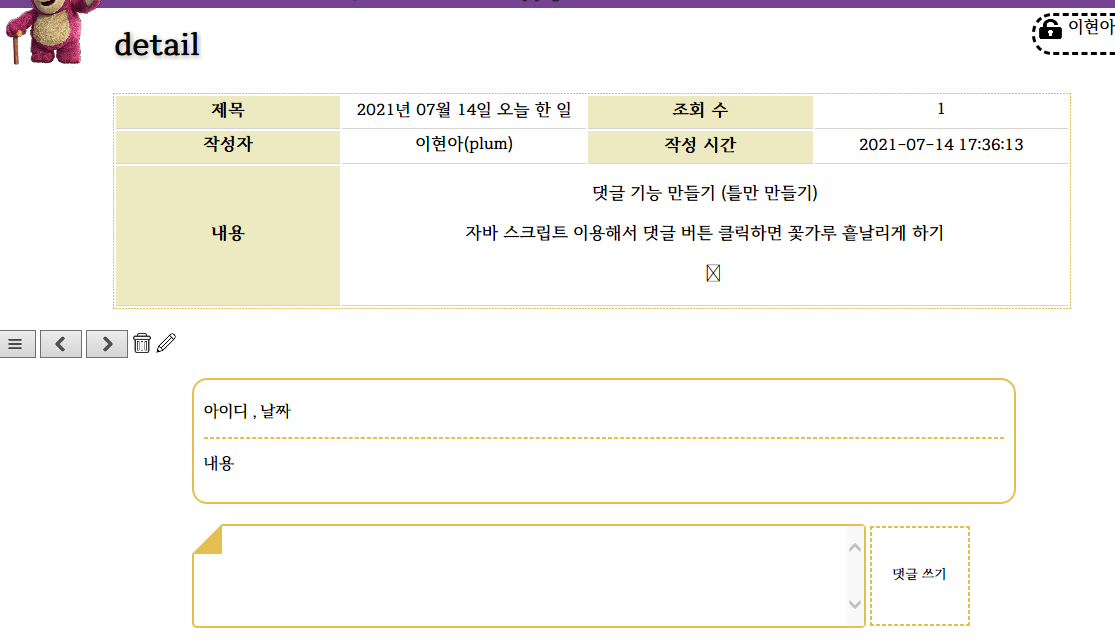 이현아
detail
제목 2021년 07월 14일 오늘 한 일 조회 수 1
작성자 이현아(plum) 작성 시간 2021-07-14 17:36:13
내용
댓글 기능 만들기 (틀만 만들기)
자바 스크립트 이용해서 댓글 버튼 클릭하면 꽃가루 흩날리게 하기
아이디 , 날짜
내용
댓글 쓰기